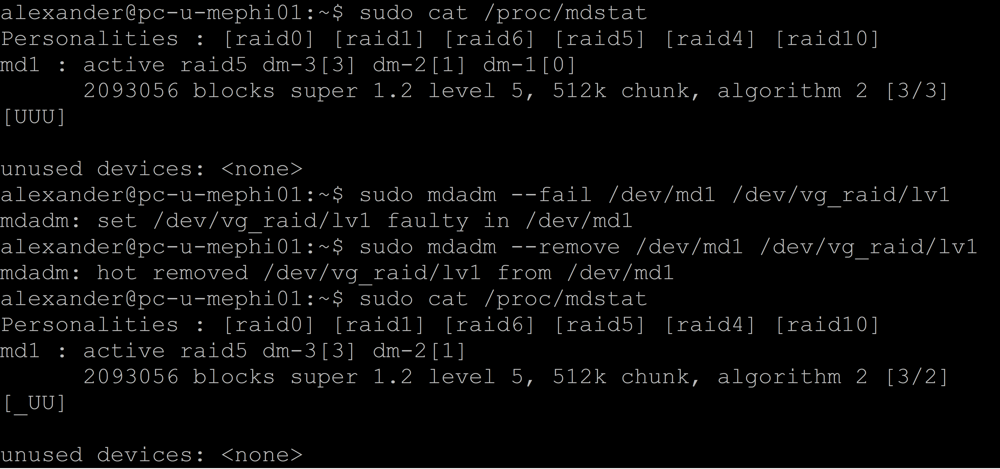 alexander@pc-u-mephi01:~$ sudo cat /proc/mdstat
Personalities : [raid0] [raid1] [raid6] [raid5] [raid4] [raid10]
md1 : active raid5 dm-3[3] dm-2[1] dm-1[0]
      2093056 blocks super 1.2 level 5, 512k chunk, algorithm 2 [3/3]
[UUU]

unused devices: <none>
alexander@pc-u-mephi01:~$ sudo mdadm --fail /dev/md1 /dev/vg_raid/lv1
mdadm: set /dev/vg_raid/lv1 faulty in /dev/md1
alexander@pc-u-mephi01:~$ sudo mdadm --remove /dev/md1 /dev/vg_raid/lv1
mdadm: hot removed /dev/vg_raid/lv1 from /dev/md1
alexander@pc-u-mephi01:~$ sudo cat /proc/mdstat
Personalities : [raid0] [raid1] [raid6] [raid5] [raid4] [raid10]
md1 : active raid5 dm-3[3] dm-2[1]
      2093056 blocks super 1.2 level 5, 512k chunk, algorithm 2 [3/2]
[_UU]

unused devices: <none>